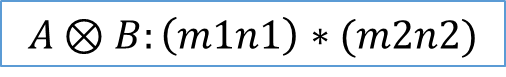 A ⊗ B: (m1n1) ∗ (m2n2)